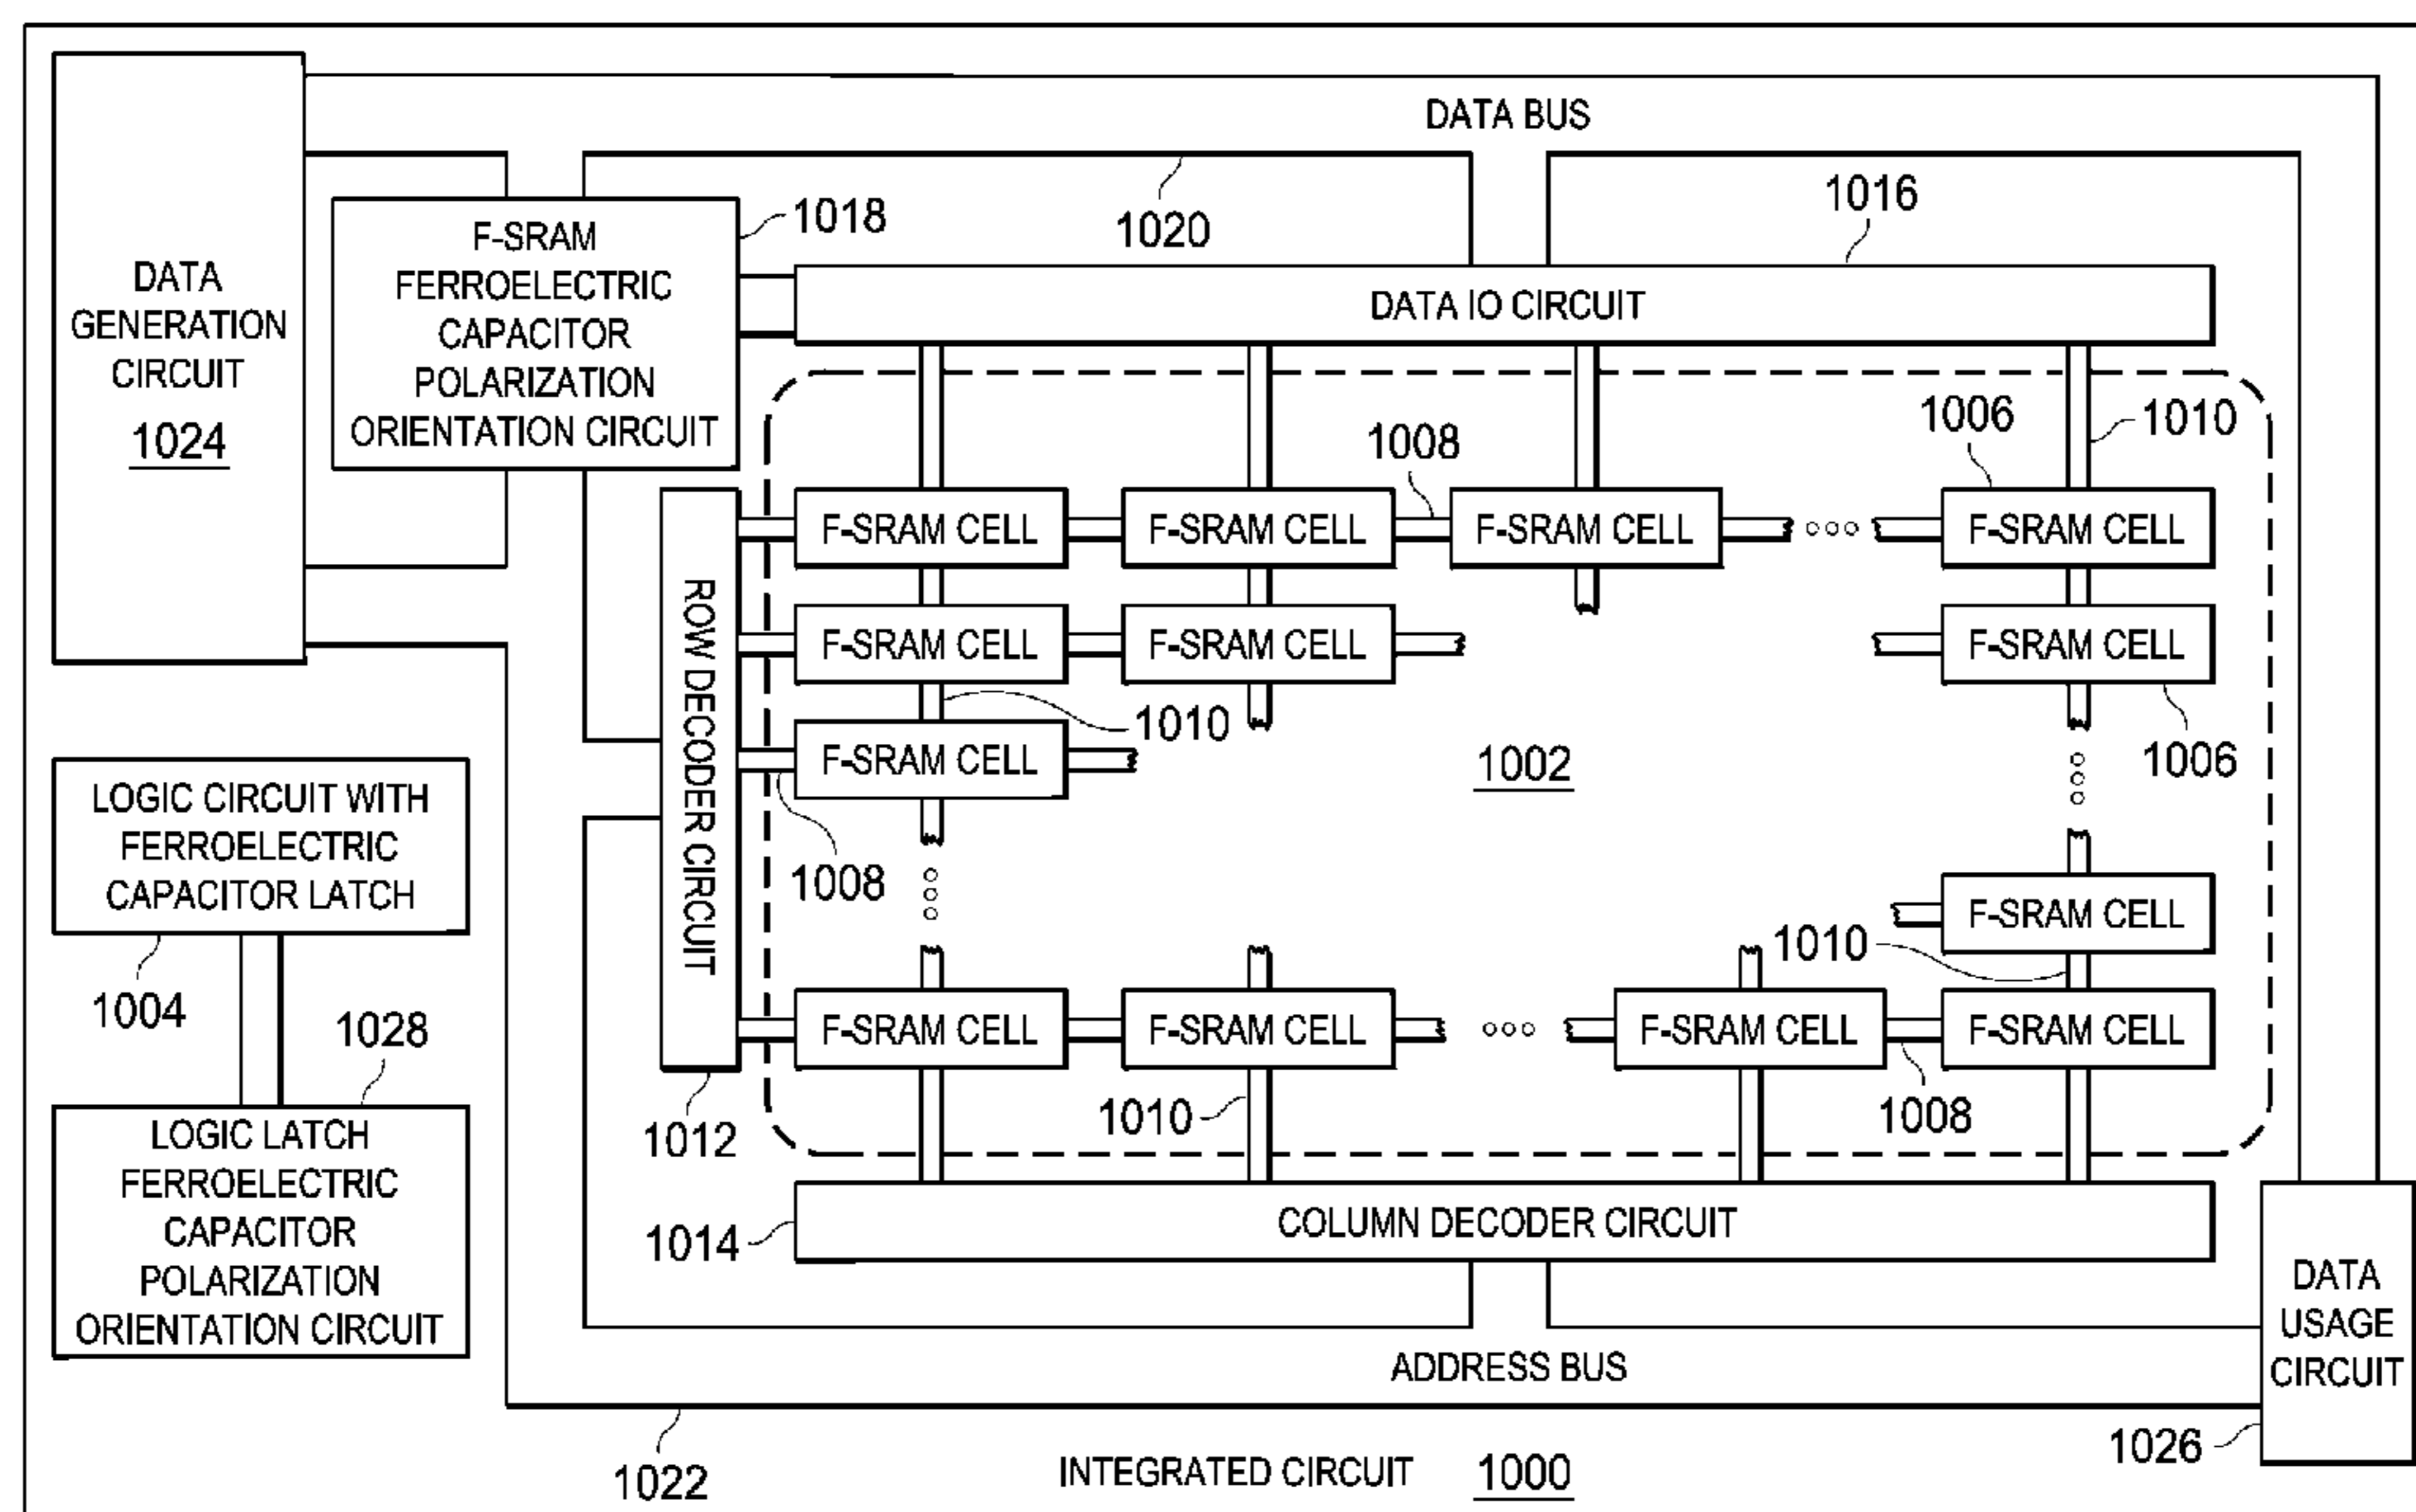 DATA BUS
DATA
GENERATION
CIRCUIT
1024
F-SRAM
FERROELECTRIC
CAPACITOR
POLARIZATION
ORIENTATION CIRCUIT
1018
1020
1016
DATA IO CIRCUIT
1008
1006
1010
F-SRAM CELL
F-SRAM CELL
F-SRAM CELL
F-SRAM CELL
ROW DECODER CIRCUIT
F-SRAM CELL
F-SRAM CELL
F-SRAM CELL
1010
1006
F-SRAM CELL
1002
1008
LOGIC CIRCUIT WITH
FERROELECTRIC
CAPACITOR LATCH
1004
F-SRAM CELL
1010
1028
F-SRAM CELL
F-SRAM CELL
F-SRAM CELL
F-SRAM CELL
1012
1010
1008
LOGIC LATCH
FERROELECTRIC
CAPACITOR
POLARIZATION
ORIENTATION CIRCUIT
1014
COLUMN DECODER CIRCUIT
DATA
USAGE
CIRCUIT
ADDRESS BUS
1026
1022
INTEGRATED CIRCUIT 1000